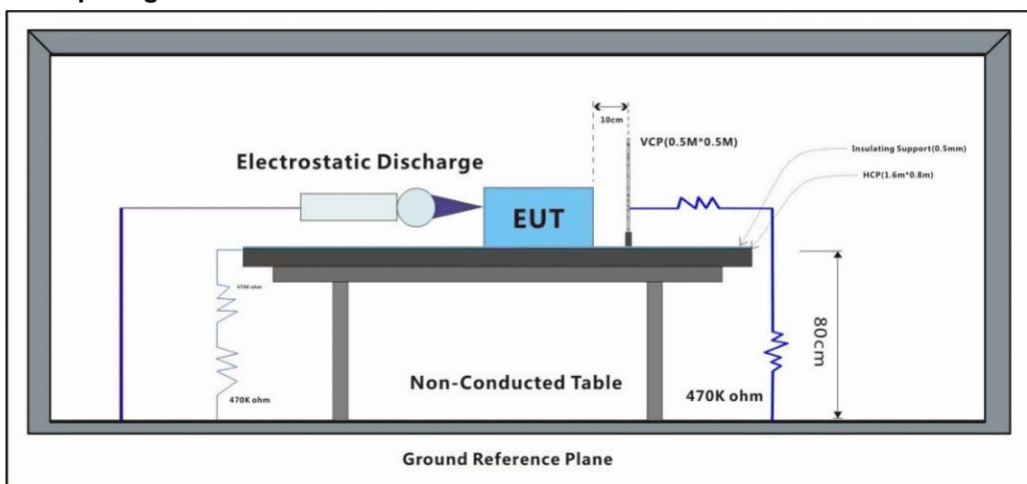 10cm
VCP(0.5M*0.5M)
Electrostatic Discharge
Insulating Support(0.5mm)
HCP(1.6m*0.8m)
EUT
470K ohm
80cm
Non-Conducted Table
470K ohm
470K ohm
Ground Reference Plane